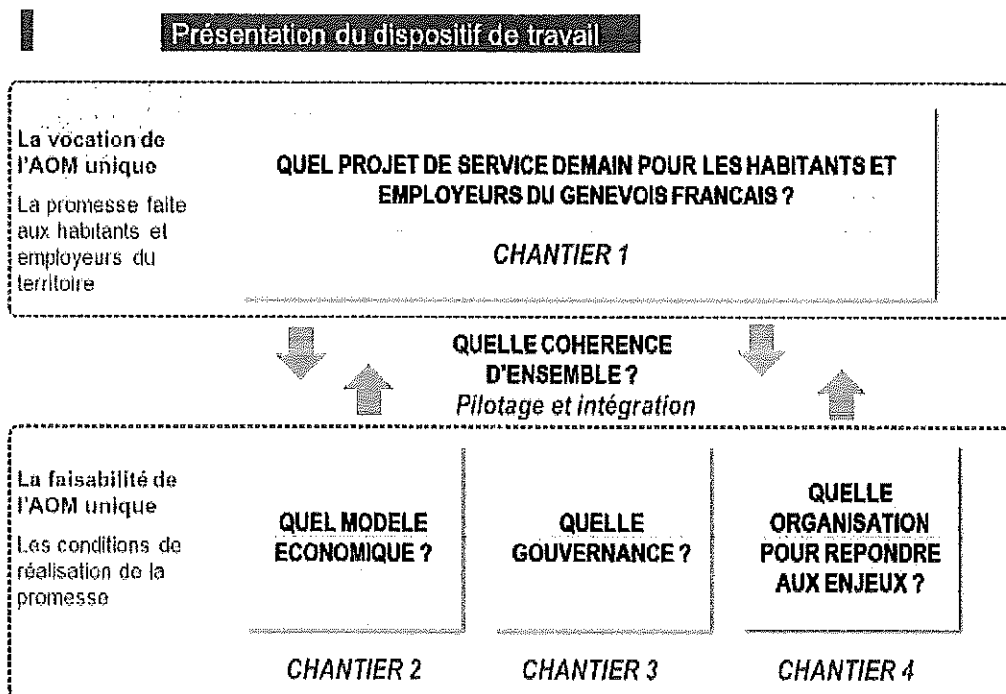 Présentation du dispositif de travail
La vocation de
l'AOM unique
La promesse faite
aux habitants et
employeurs du
territoire
QUEL PROJET DE SERVICE DEMAIN POUR LES HABITANTS ET
EMPLOYEURS DU GENEVOIS FRANCAIS ?
CHANTIER 1
QUELLE COHERENCE
D'ENSEMBLE ?
Pilotage et intégration
La faisabilité de
l'AOM unique
Les conditions de
réalisation de la
promesse
QUEL MODELE
ECONOMIQUE ?
CHANTIER 2
QUELLE
GOUVERNANCE ?
CHANTIER 3
QUELLE
ORGANISATION
POUR REPONDRE
AUX ENJEUX ?
CHANTIER 4